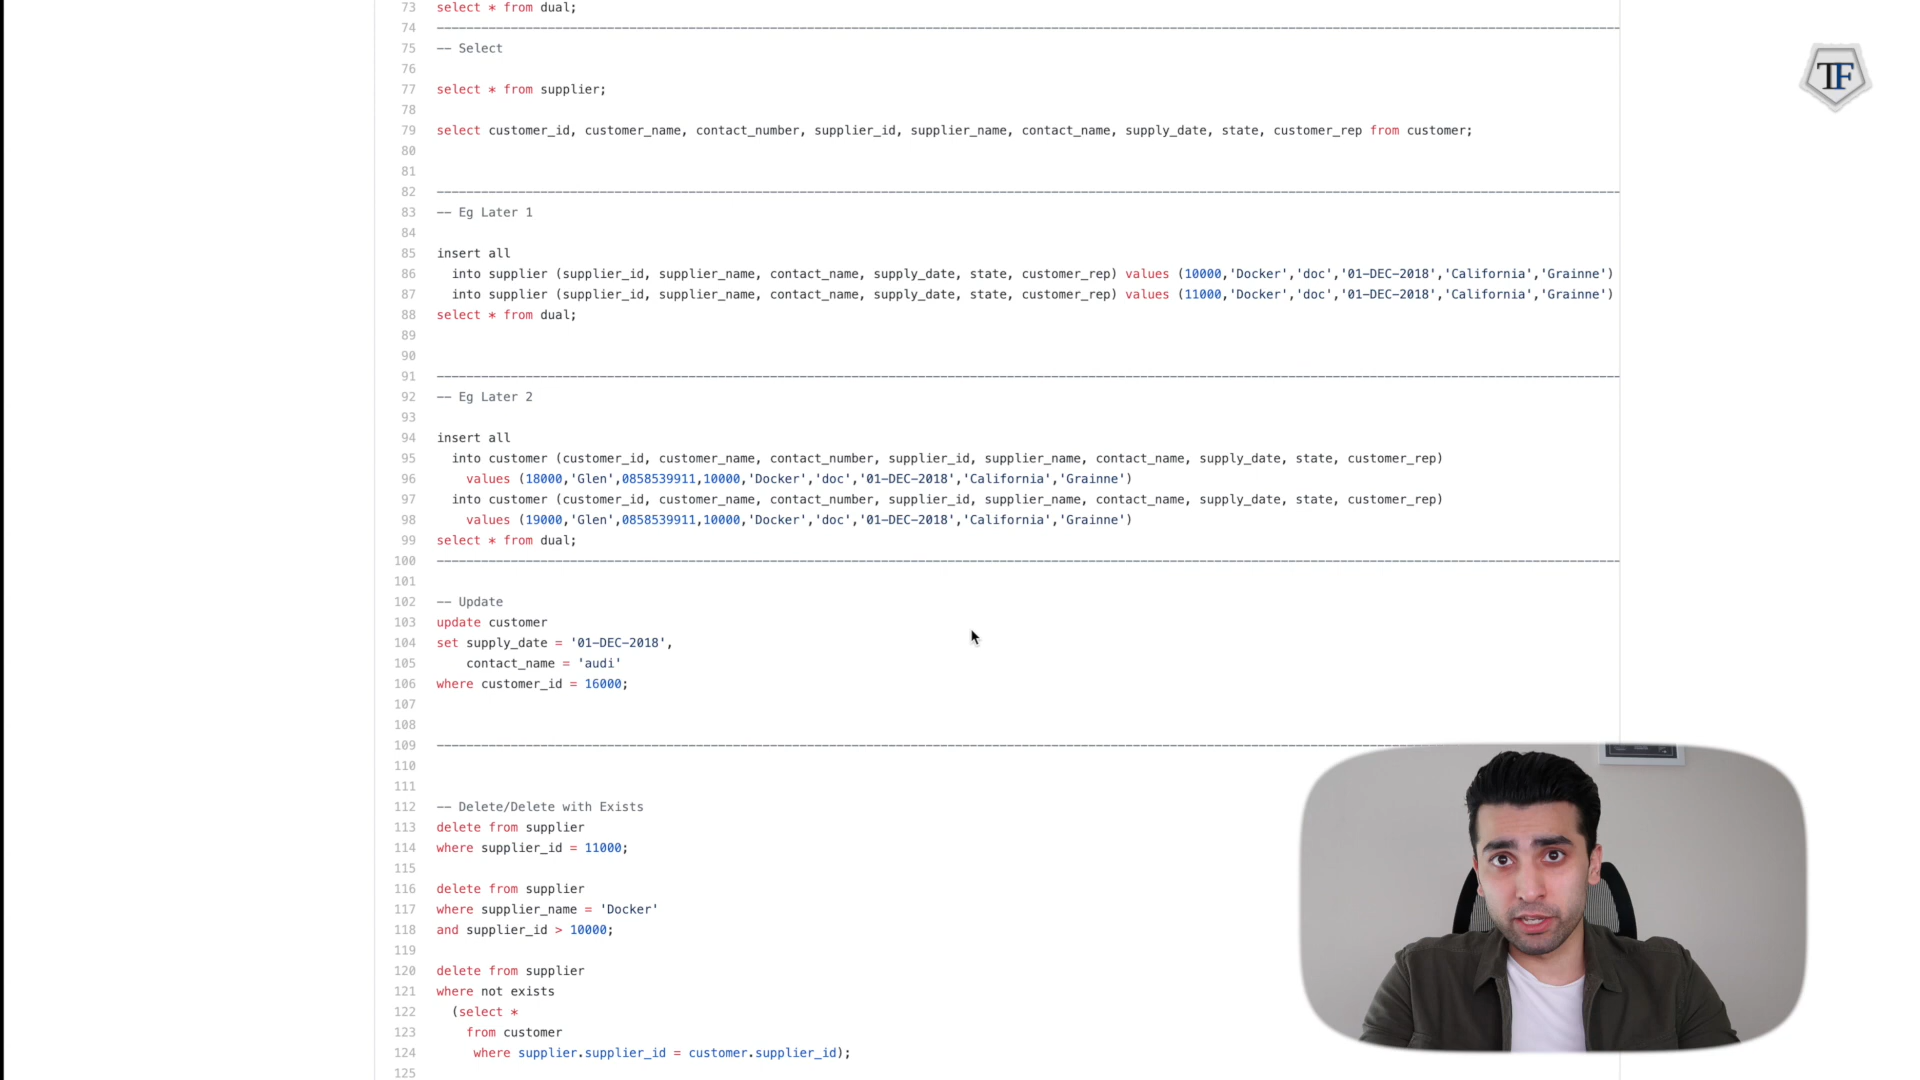 73 select * from dual;
74 --------------------------------------------------------------------------------------------------------------------------------------------------------------------------------
75 -- Select
76
77 select * from supplier;
78
79 select customer_id, customer_name, contact_number, supplier_id, supplier_name, contact_name, supply_date, state, customer_rep from customer;
80
81
82 --------------------------------------------------------------------------------------------------------------------------------------------------------------------------------
83 -- Eg Later 1
84
85 insert all
86 into supplier (supplier_id, supplier_name, contact_name, supply_date, state, customer_rep) values (10000,'Docker','doc','01-DEC-2018','California','Grainne')
87 into supplier (supplier_id, supplier_name, contact_name, supply_date, state, customer_rep) values (11000,'Docker','doc','01-DEC-2018','California','Grainne')
88 select * from dual;
89
90
91 --------------------------------------------------------------------------------------------------------------------------------------------------------------------------------
92 -- Eg Later 2
93
94 insert all
95 into customer (customer_id, customer_name, contact_number, supplier_id, supplier_name, contact_name, supply_date, state, customer_rep)
96 values (18000,'Glen',0858539911,10000,'Docker','doc','01-DEC-2018','California','Grainne')
97 into customer (customer_id, customer_name, contact_number, supplier_id, supplier_name, contact_name, supply_date, state, customer_rep)
98 values (19000,'Glen',0858539911,10000,'Docker','doc','01-DEC-2018','California','Grainne')
99 select * from dual;
100 --------------------------------------------------------------------------------------------------------------------------------------------------------------------------------
101
102 -- Update
103 update customer
104 set supply_date = '01-DEC-2018',
105 contact_name = 'audi'
106 where customer_id = 16000;
107
108
109 --------------------------------------------------------------------------------------------------------------------------------
110
111
112 -- Delete/Delete with Exists
113 delete from supplier
114 where supplier_id = 11000;
115
116 delete from supplier
117 where supplier_name = 'Docker'
118 and supplier_id > 10000;
119
120 delete from supplier
121 where not exists
122 (select *
123 from customer
124 where supplier.supplier_id = customer.supplier_id);
125
TF